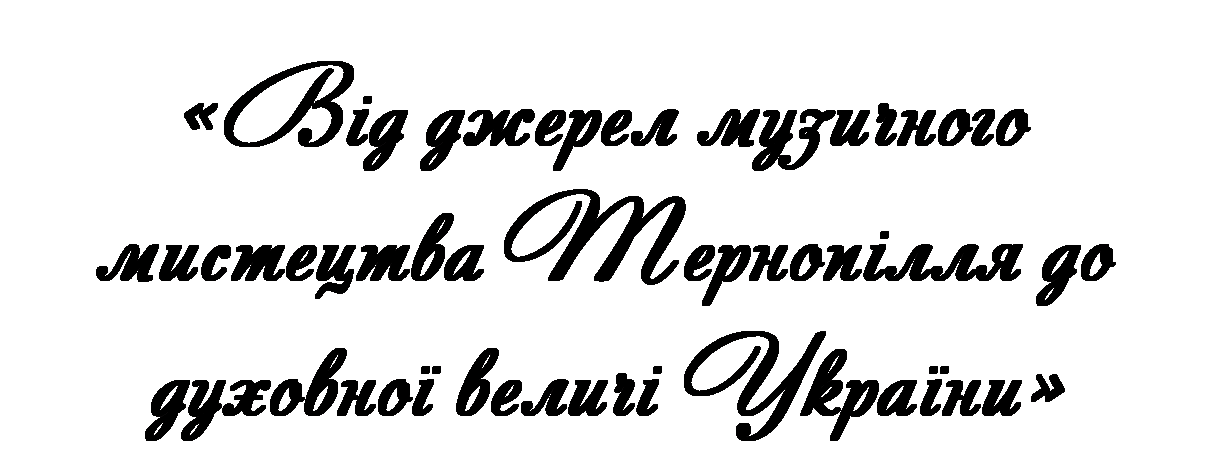 «Від джерел музичного
мистецтва Тернопілля до
духовної величі України»